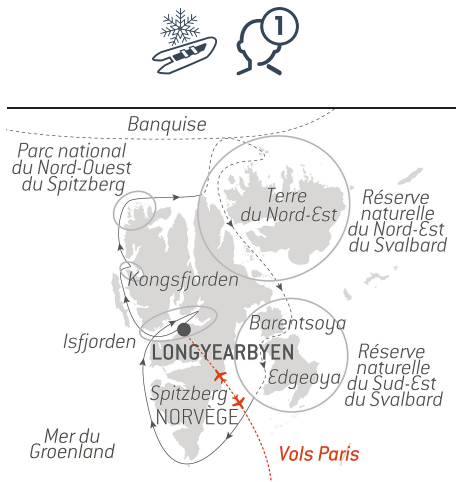 1
Banquise
Parc national
du Nord-Ouest
du Spitzberg
Terre
du Nord-Est
Réserve
naturelle
du Nord-Est
du Svalbard
Kongsfjorden
Isfjorden
Barentsoya
LONGYEARBYEN
Edgeoya
Réserve
naturelle
du Sud-Est
du Svalbard
Spitzberg
NORVÈGE
Mer du
Groenland
Vols Paris